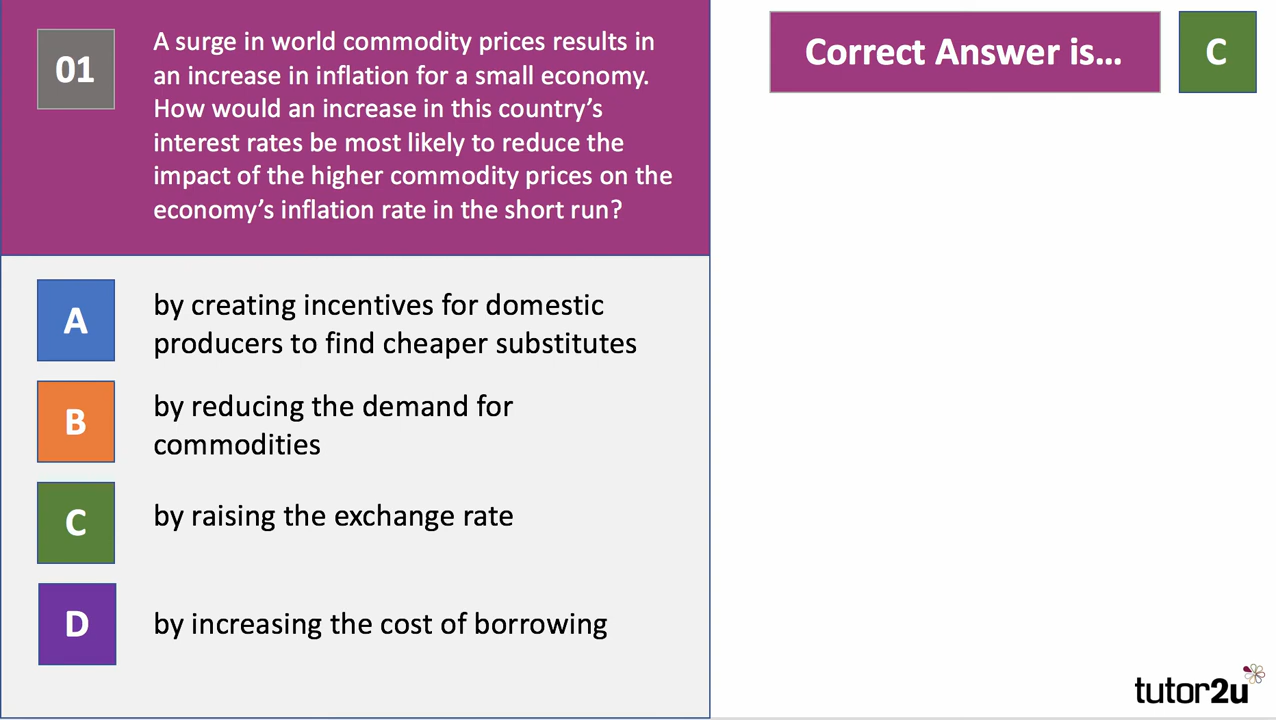 01
A surge in world commodity prices results in
an increase in inflation for a small economy.
How would an increase in this country’s
interest rates be most likely to reduce the
impact of the higher commodity prices on the
economy’s inflation rate in the short run?
A
by creating incentives for domestic
producers to find cheaper substitutes
B
by reducing the demand for
commodities
C
by raising the exchange rate
D
by increasing the cost of borrowing
Correct Answer is…
C
tutor2u